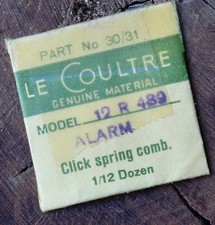 PART No 30/31
LE COULTRE
GENUINE MATERIAL
MODEL 12 R 489
ALARM
Click spring comb.
1/12 Dozen